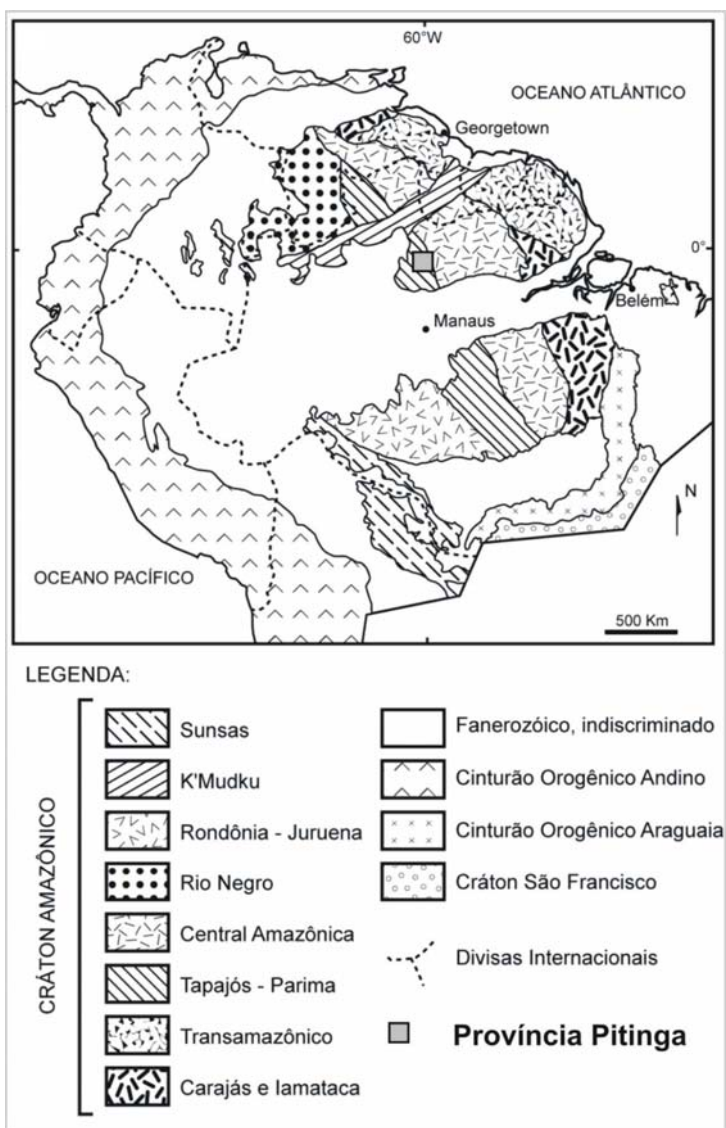 60°W
OCEANO ATLÂNTICO
Georgetown
0°
Belém
Manaus
N
OCEANO PACÍFICO
500 Km
LEGENDA:
CRÁTON AMAZÔNICO
Sunsas
K'Mudku
Rondônia - Juruena
Rio Negro
Central Amazônica
Tapajós - Parima
Transamazônico
Carajás e Iamataca
Fanerozóico, indiscriminado
Cinturão Orogênico Andino
Cinturão Orogênico Araguaia
Cráton São Francisco
Divisas Internacionais
Província Pitinga